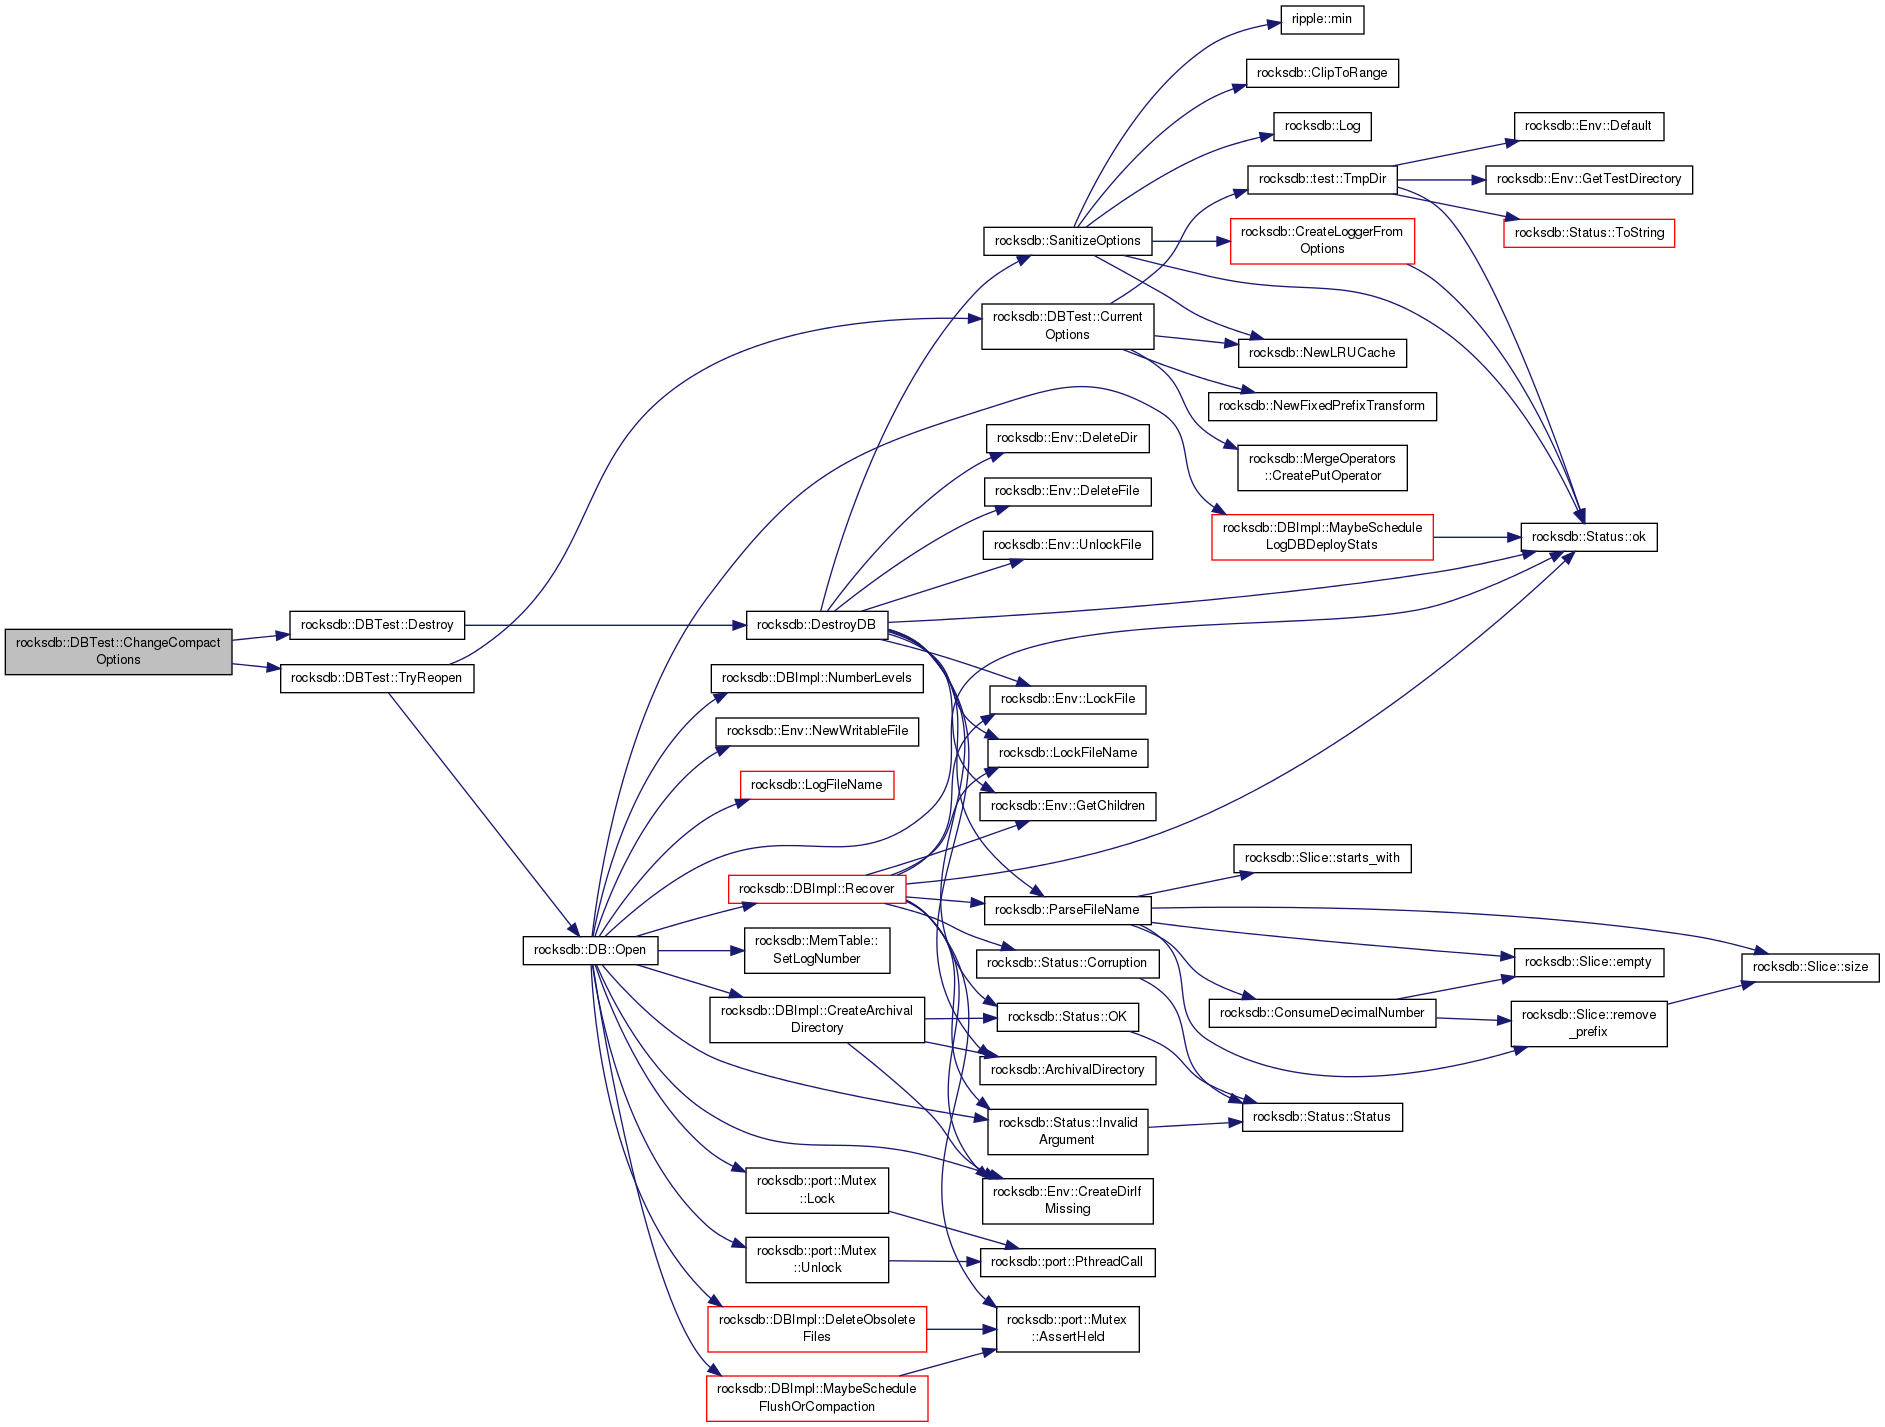 ripple::min
rocksdb::ClipToRange
rocksdb::Log
rocksdb::Env::Default
rocksdb::test::TmpDir
rocksdb::Env::GetTestDirectory
rocksdb::Status::ToString
rocksdb::SanitizeOptions
rocksdb::CreateLoggerFrom
Options
rocksdb::DBTest::Current
Options
rocksdb::NewLRUCache
rocksdb::NewFixedPrefixTransform
rocksdb::Env::DeleteDir
rocksdb::MergeOperators
::CreatePutOperator
rocksdb::Env::DeleteFile
rocksdb::DBImpl::MaybeSchedule
LogDBDeployStats
rocksdb::Status::ok
rocksdb::Env::UnlockFile
rocksdb::DBTest::ChangeCompact
Options
rocksdb::DBTest::Destroy
rocksdb::DestroyDB
rocksdb::DBTest::TryReopen
rocksdb::DBImpl::NumberLevels
rocksdb::Env::LockFile
rocksdb::Env::NewWritableFile
rocksdb::LockFileName
rocksdb::LogFileName
rocksdb::Env::GetChildren
rocksdb::Slice::starts_with
rocksdb::DBImpl::Recover
rocksdb::ParseFileName
rocksdb::DB::Open
rocksdb::MemTable::
SetLogNumber
rocksdb::Status::Corruption
rocksdb::Slice::empty
rocksdb::Slice::size
rocksdb::DBImpl::CreateArchival
Directory
rocksdb::Status::OK
rocksdb::ConsumeDecimalNumber
rocksdb::Slice::remove
_prefix
rocksdb::ArchivalDirectory
rocksdb::Status::Invalid
Argument
rocksdb::Status::Status
rocksdb::port::Mutex
::Lock
rocksdb::Env::CreateDirIf
Missing
rocksdb::port::Mutex
::Unlock
rocksdb::port::PthreadCall
rocksdb::DBImpl::DeleteObsolete
Files
rocksdb::port::Mutex
::AssertHeld
rocksdb::DBImpl::MaybeSchedule
FlushOrCompaction